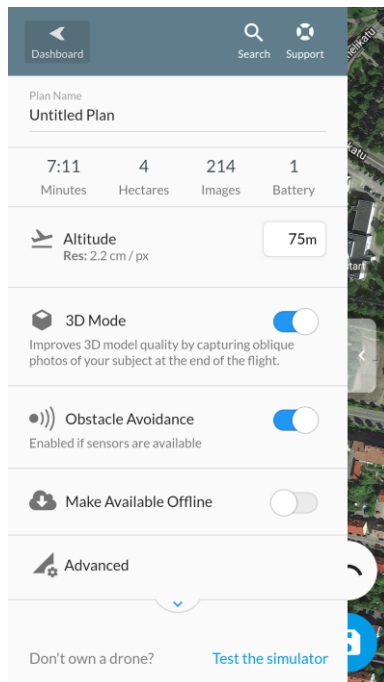 Dashboard
Search
Support
Plan Name
Untitled Plan
7:11
4
214
1
Minutes
Hectares
Images
Battery
Altitude
75m
Res: 2.2 cm / px
3D Mode
Improves 3D model quality by capturing oblique
photos of your subject at the end of the flight.
Obstacle Avoidance
Enabled if sensors are available
Make Available Offline
Advanced
Don't own a drone?
Test the simulator